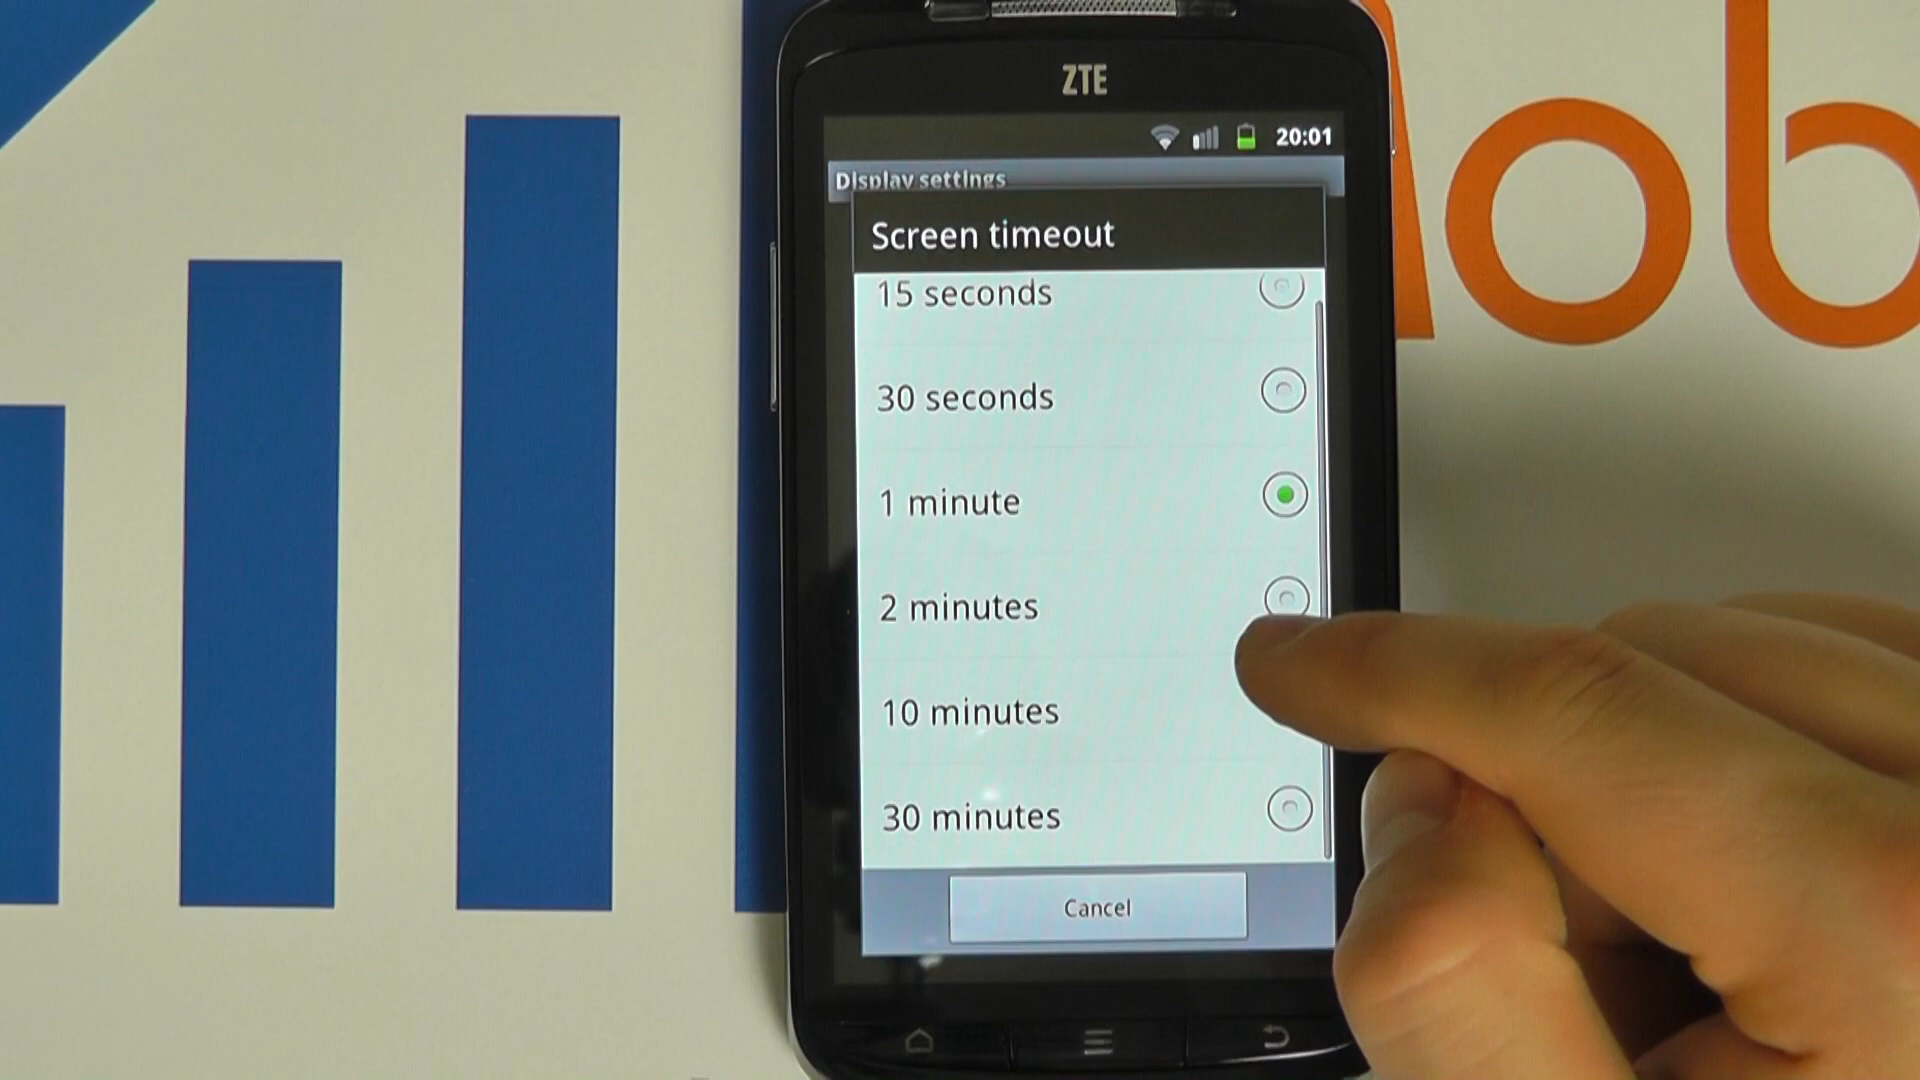 ZTE
20:01
Display settings
Screen timeout
15 seconds
30 seconds
1 minute
2 minutes
10 minutes
30 minutes
Cancel
ob